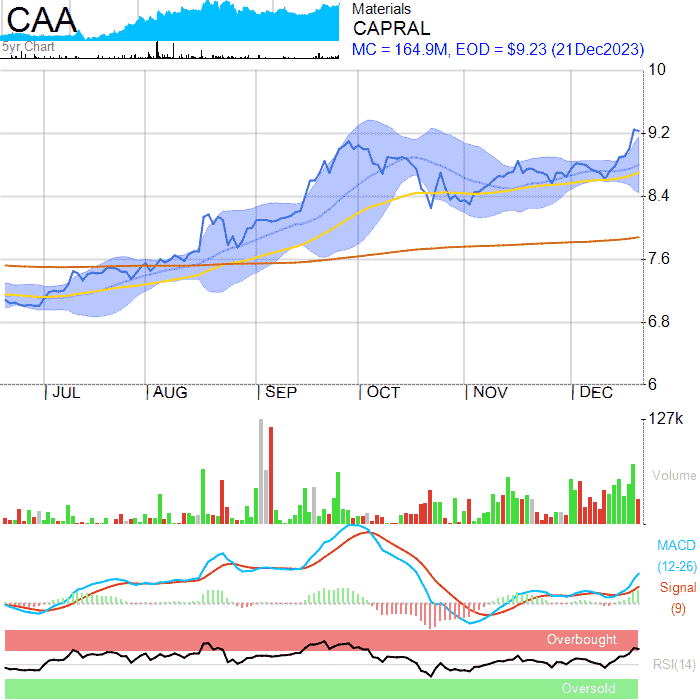 CAA
5yr Chart
Materials
CAPRAL
MC = 164.9M, EOD = $9.23 (21Dec2023)
10
9.2
8.4
7.6
6.8
6
JUL AUG SEP OCT NOV DEC
127k
Volume
MACD
(12-26)
Signal
(9)
Overbought
RSI(14)
Oversold